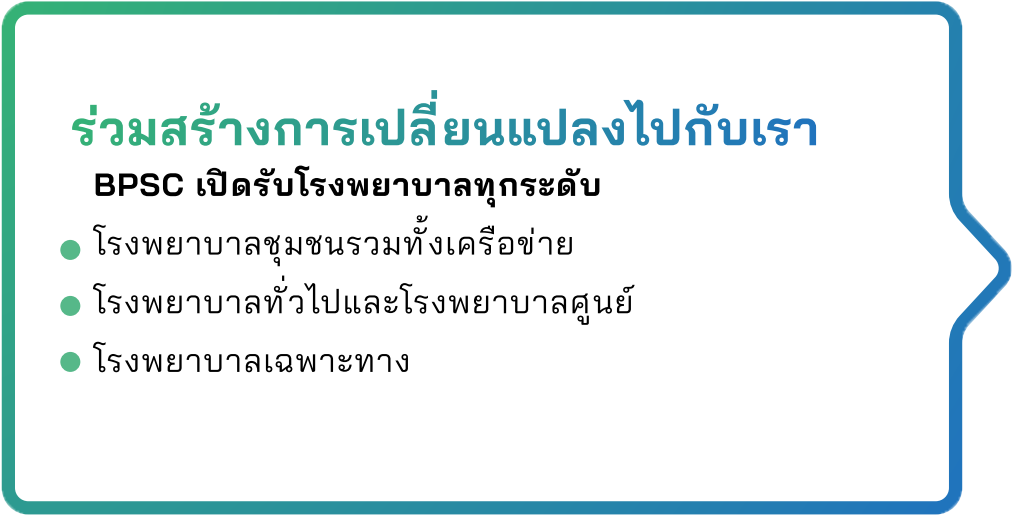 ร่วมสร้างการเปลี่ยนแปลงไปกับเรา
BPSC เปิดรับโรงพยาบาลทุกระดับ
โรงพยาบาลชุมชนรวมทั้งเครือข่าย
โรงพยาบาลทั่วไปและโรงพยาบาลศูนย์
โรงพยาบาลเฉพาะทาง